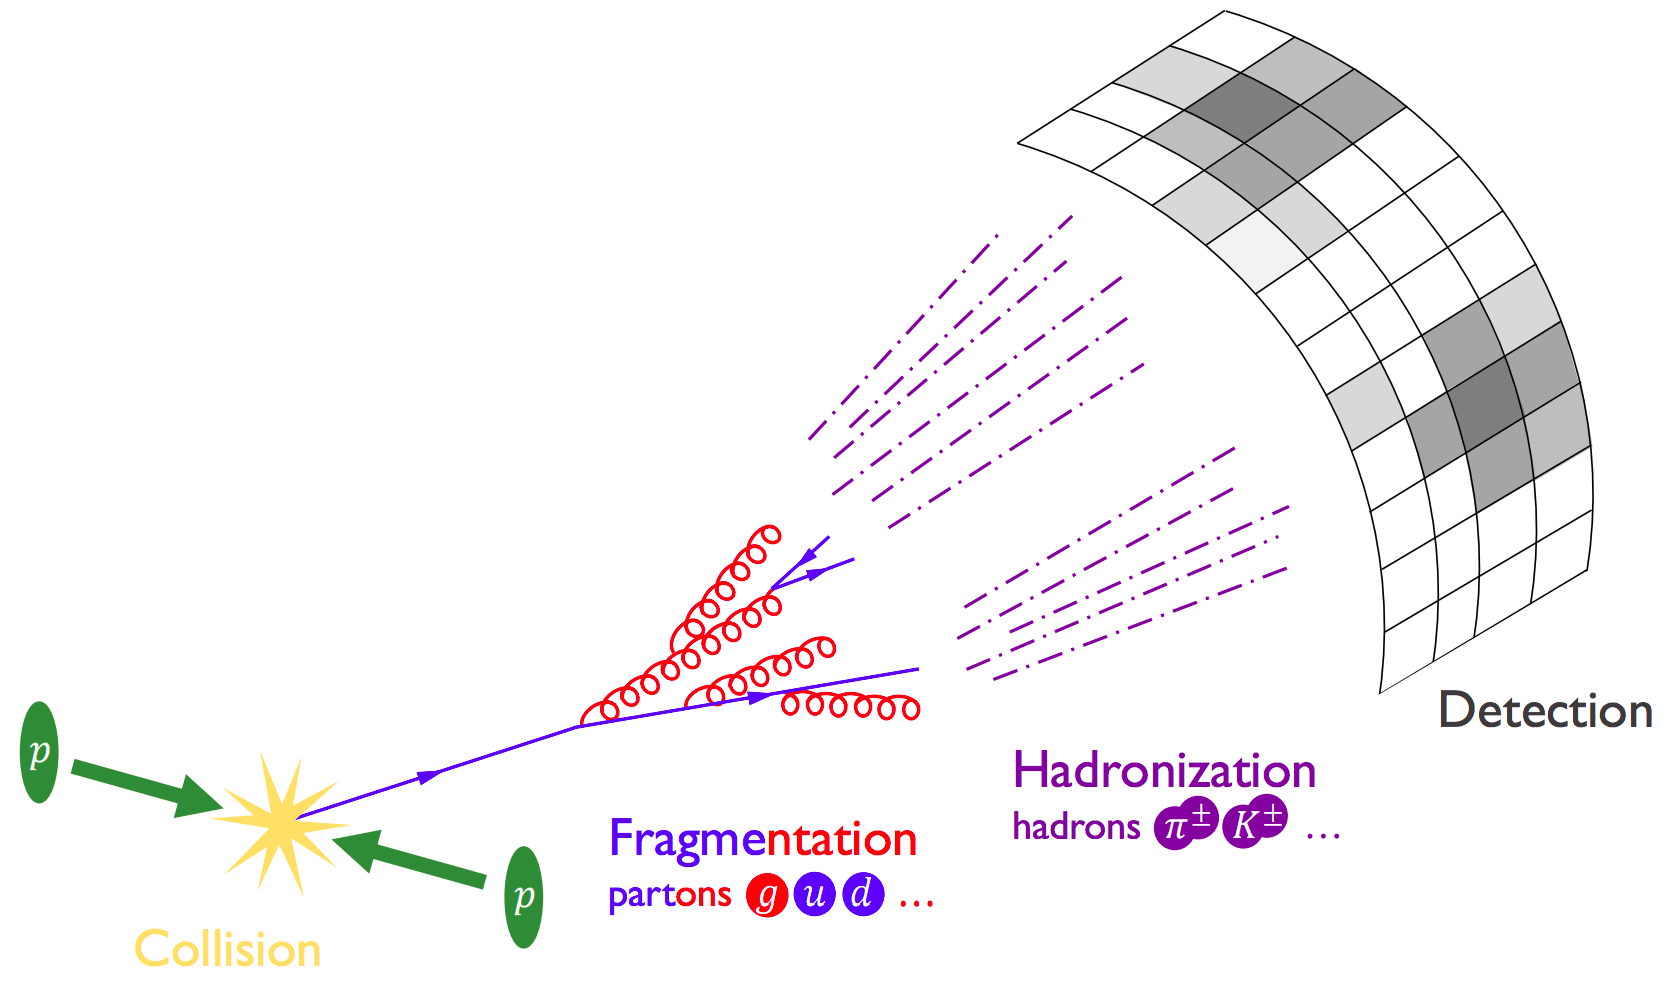 p
p
Collision
Fragmentation
partons g u d ...
Hadronization
hadrons π± K± ...
Detection